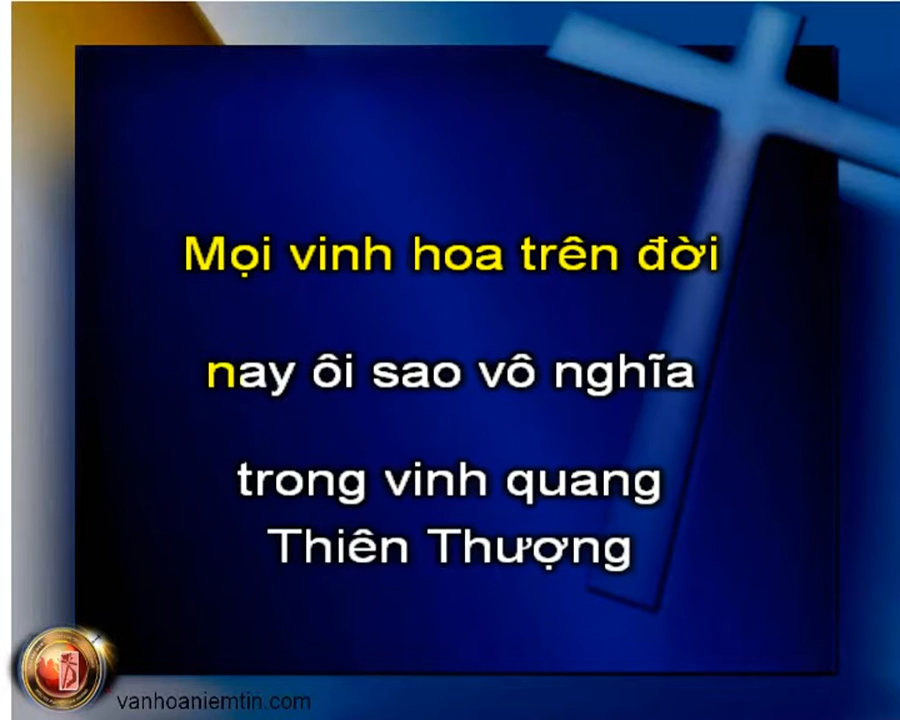 Mọi vinh hoa trên đời
nay ôi sao vô nghĩa
trong vinh quang
Thiên Thượng
vanhoaniemtin.com